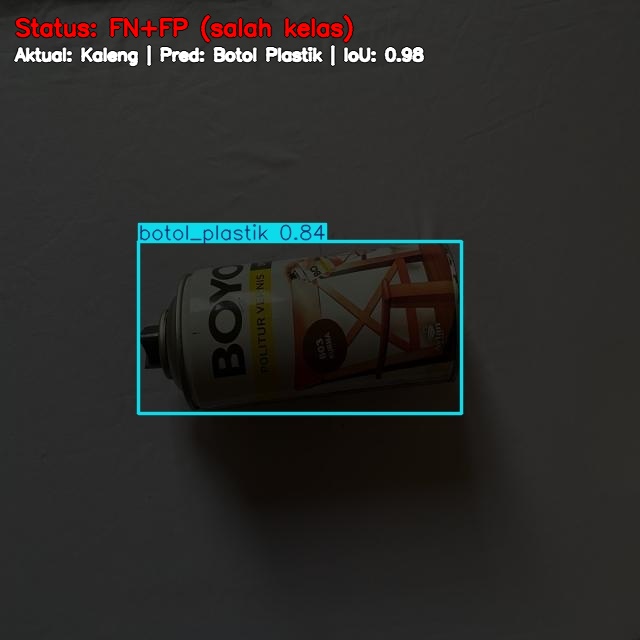 Status: FN+FP (salah kelas)
Aktual: Kaleng | Pred: Botol Plastik | IoU: 0.98
botol_plastik 0.84
BOYO
POLITUR VERNIS